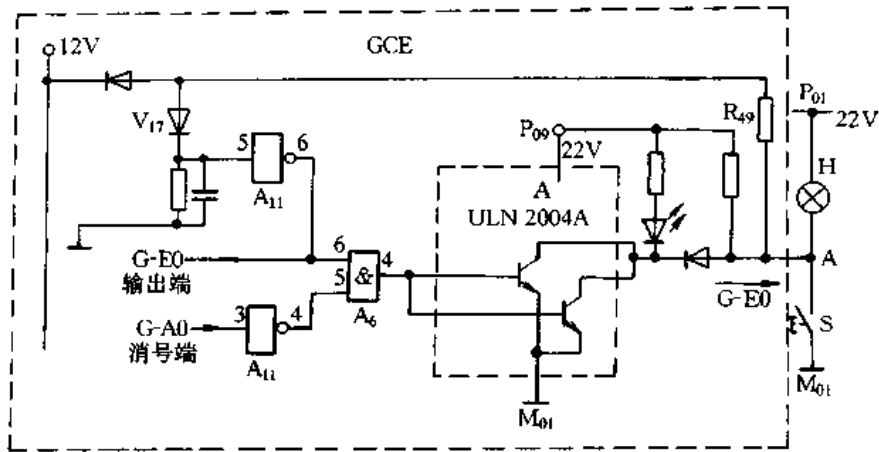 12V
GCE
P01
22V
R49
V17
5
6
P09
22V
H
A
A11
ULN 2004A
G-E0
输出端
6
5
&
4
A6
A
G-E0
G-A0
消号端
3
4
A11
S
M01
M01